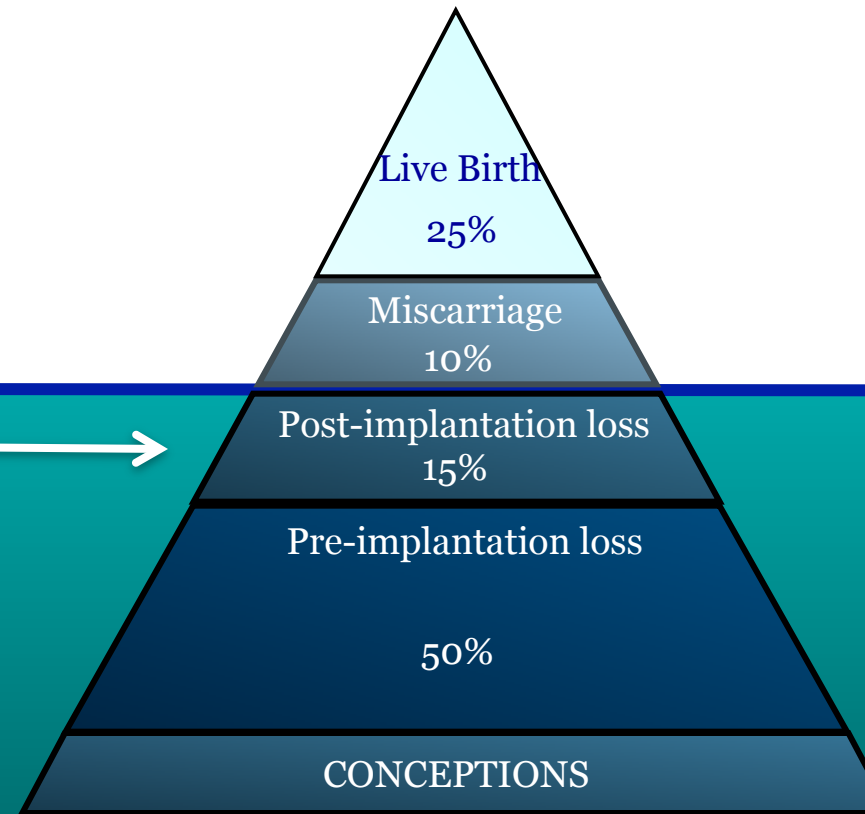 Live Birth
25%
Miscarriage
10%
Post-implantation loss
15%
Pre-implantation loss
50%
CONCEPTIONS